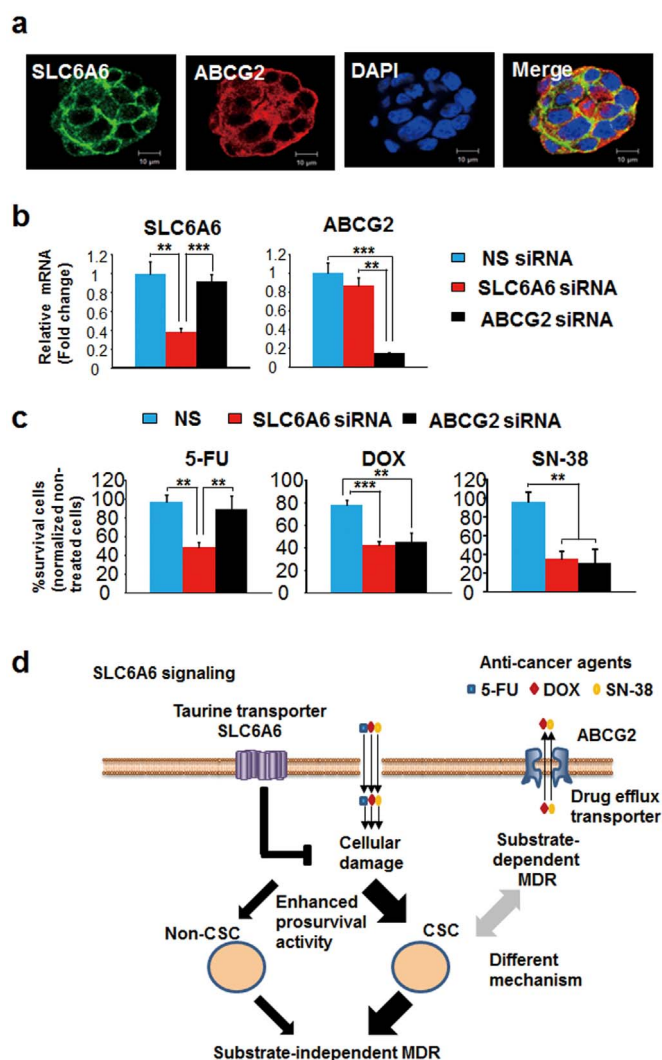 a
SLC6A6
ABCG2
DAPI
Merge
10 μm
10 μm
10 μm
10 μm
b
SLC6A6
ABCG2
Relative mRNA
(Fold change)
1.2
1
0.8
0.6
0.4
0.2
0
**
***
1.2
1
0.8
0.6
0.4
0.2
0
***
**
NS siRNA
SLC6A6 siRNA
ABCG2 siRNA
c
NS
SLC6A6 siRNA
ABCG2 siRNA
5-FU
DOX
SN-38
%survival cells
(normalized non-
treated cells)
120
100
80
60
40
20
0
**
**
100
80
60
40
20
0
**
***
120
100
80
60
40
20
0
**
d
SLC6A6 signaling
Anti-cancer agents
5-FU
DOX
SN-38
Taurine transporter
SLC6A6
ABCG2
Drug efflux
transporter
Cellular
damage
Substrate-
dependent
MDR
Enhanced
prosurvival
activity
Non-CSC
CSC
Different
mechanism
Substrate-independent MDR